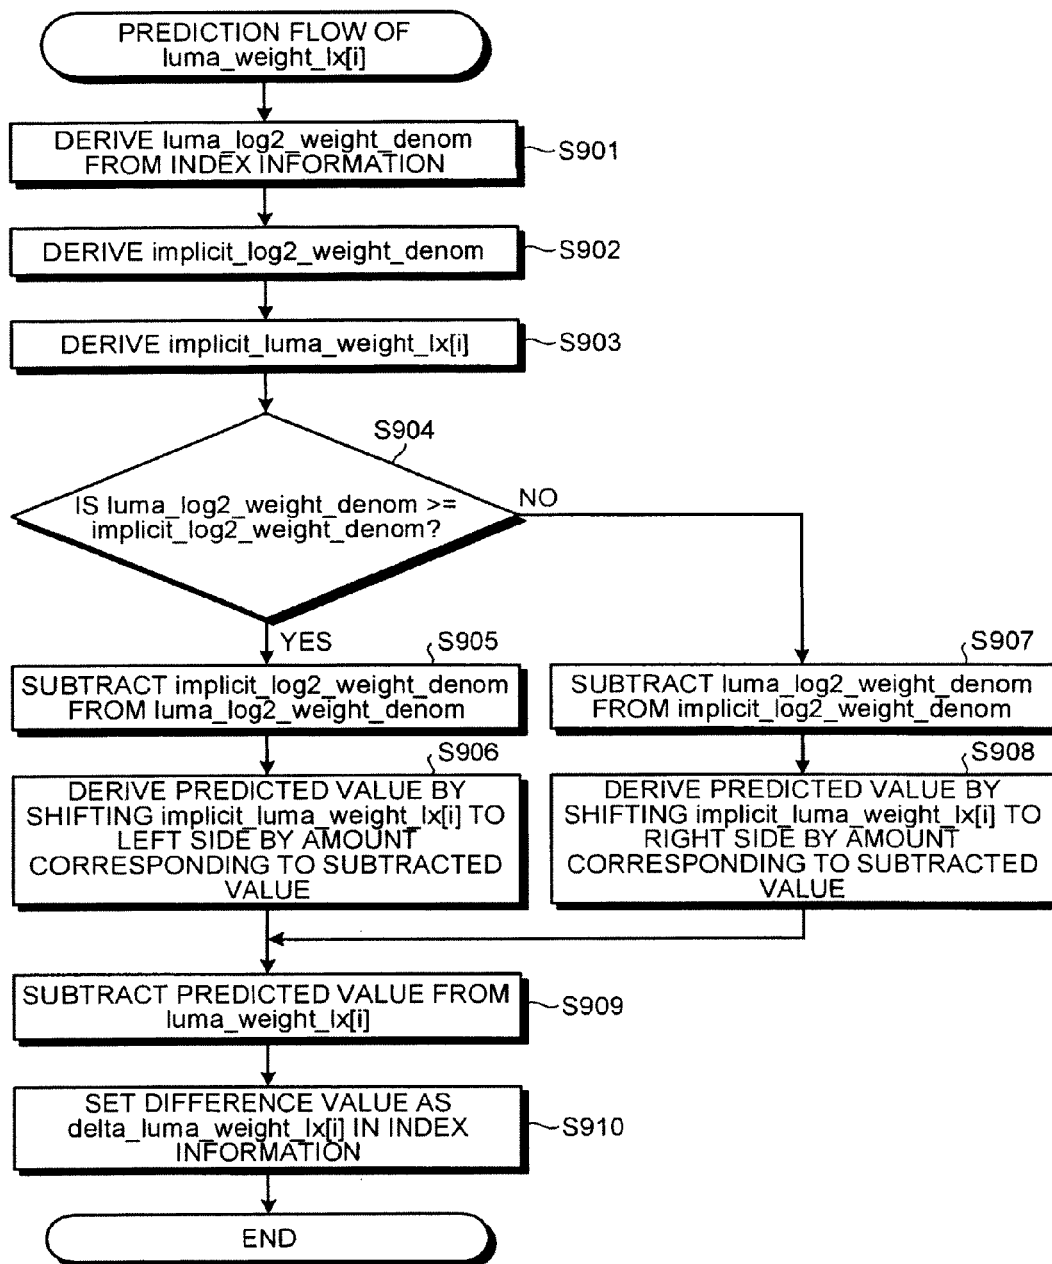 PREDICTION FLOW OF
luma_weight_lx[i]
DERIVE luma_log2_weight_denom
FROM INDEX INFORMATION
S901
DERIVE implicit_log2_weight_denom
S902
DERIVE implicit_luma_weight_lx[i]
S903
S904
IS luma_log2_weight_denom >=
implicit_log2_weight_denom?
NO
YES
S905
SUBTRACT implicit_log2_weight_denom
FROM luma_log2_weight_denom
S907
SUBTRACT luma_log2_weight_denom
FROM implicit_log2_weight_denom
S906
DERIVE PREDICTED VALUE BY
SHIFTING implicit_luma_weight_lx[i] TO
LEFT SIDE BY AMOUNT
CORRESPONDING TO SUBTRACTED
VALUE
S908
DERIVE PREDICTED VALUE BY
SHIFTING implicit_luma_weight_lx[i] TO
RIGHT SIDE BY AMOUNT
CORRESPONDING TO SUBTRACTED
VALUE
SUBTRACT PREDICTED VALUE FROM
luma_weight_lx[i]
S909
SET DIFFERENCE VALUE AS
delta_luma_weight_lx[i] IN INDEX
INFORMATION
S910
END